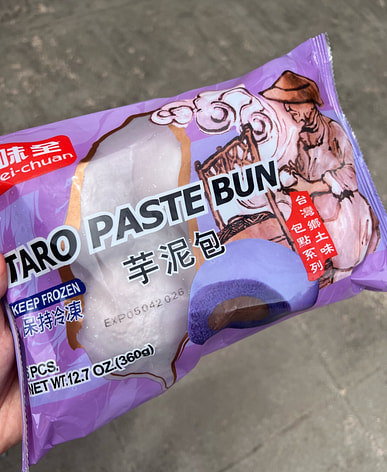 味全
ei-chuan
TARO PASTE BUN
芋泥包
台灣鄉土味
包點系列
KEEP FROZEN
保持冷凍
EXP05042026
PCS.
NET WT.12.7 OZ.(360g)